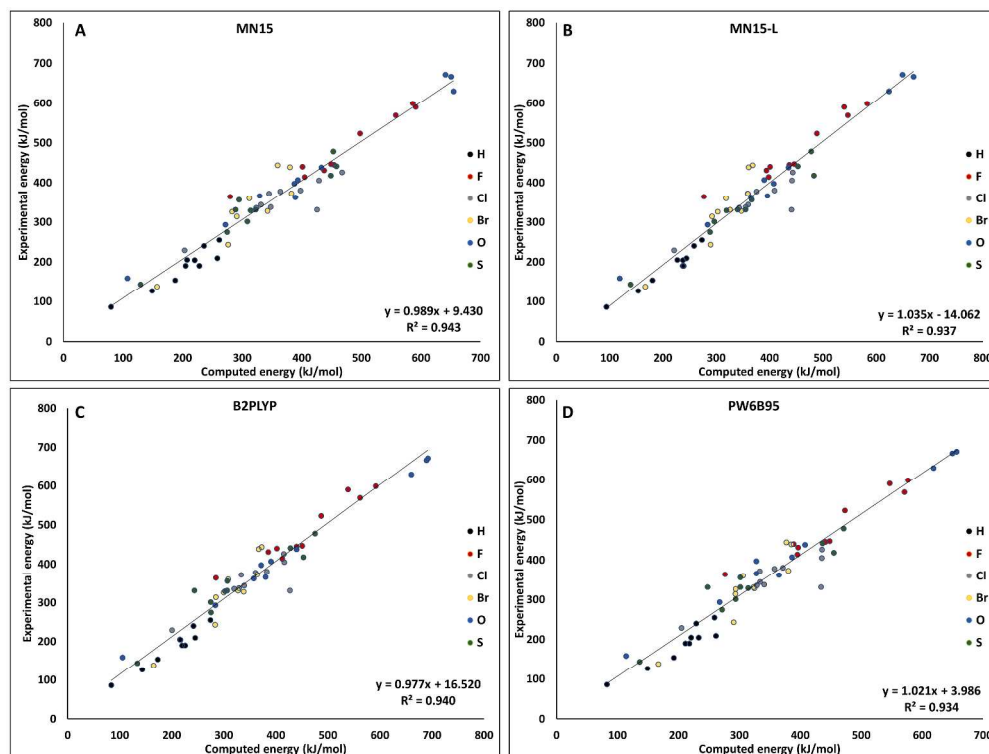 A
MN15
Experimental energy (kJ/mol)
800
700
600
500
400
300
200
100
0
H
F
Cl
Br
O
S
y = 0.989x + 9.430
R² = 0.943
0 100 200 300 400 500 600 700
Computed energy (kJ/mol)
B
MN15-L
Experimental energy (kJ/mol)
800
700
600
500
400
300
200
100
0
H
F
Cl
Br
O
S
y = 1.035x - 14.062
R² = 0.937
0 100 200 300 400 500 600 700 800
Computed energy (kJ/mol)
C
B2PLYP
Experimental energy (kJ/mol)
800
700
600
500
400
300
200
100
0
H
F
Cl
Br
O
S
y = 0.977x + 16.520
R² = 0.940
0 100 200 300 400 500 600 700 800
Computed energy (kJ/mol)
D
PW6B95
Experimental energy (kJ/mol)
800
700
600
500
400
300
200
100
0
H
F
Cl
Br
O
S
y = 1.021x + 3.986
R² = 0.934
0 100 200 300 400 500 600 700
Computed energy (kJ/mol)